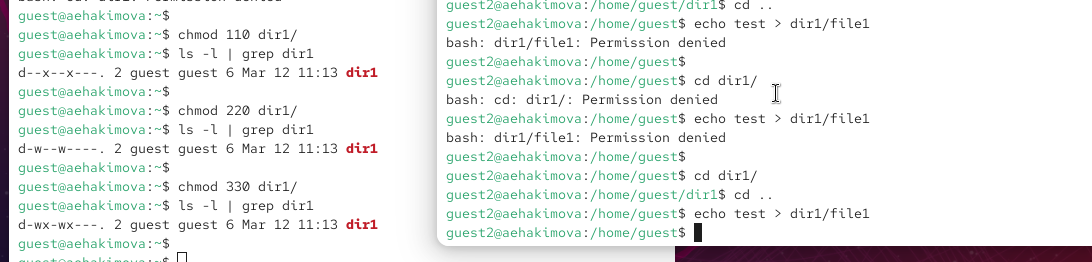 guest@aehakimova:~$
guest@aehakimova:~$ chmod 110 dir1/
guest@aehakimova:~$ ls -l | grep dir1
d--x--x---. 2 guest guest 6 Mar 12 11:13 dir1
guest@aehakimova:~$
guest@aehakimova:~$ chmod 220 dir1/
guest@aehakimova:~$ ls -l | grep dir1
d-w--w----. 2 guest guest 6 Mar 12 11:13 dir1
guest@aehakimova:~$
guest@aehakimova:~$ chmod 330 dir1/
guest@aehakimova:~$ ls -l | grep dir1
d-wx-wx---. 2 guest guest 6 Mar 12 11:13 dir1
guest@aehakimova:~$
guest@aehakimova:~$
guest2@aehakimova:/home/guest/dir1$ cd ..
guest2@aehakimova:/home/guest$ echo test > dir1/file1
bash: dir1/file1: Permission denied
guest2@aehakimova:/home/guest$
guest2@aehakimova:/home/guest$ cd dir1/
bash: cd: dir1/: Permission denied
guest2@aehakimova:/home/guest$ echo test > dir1/file1
bash: dir1/file1: Permission denied
guest2@aehakimova:/home/guest$
guest2@aehakimova:/home/guest$ cd dir1/
guest2@aehakimova:/home/guest/dir1$ cd ..
guest2@aehakimova:/home/guest$ echo test > dir1/file1
guest2@aehakimova:/home/guest$